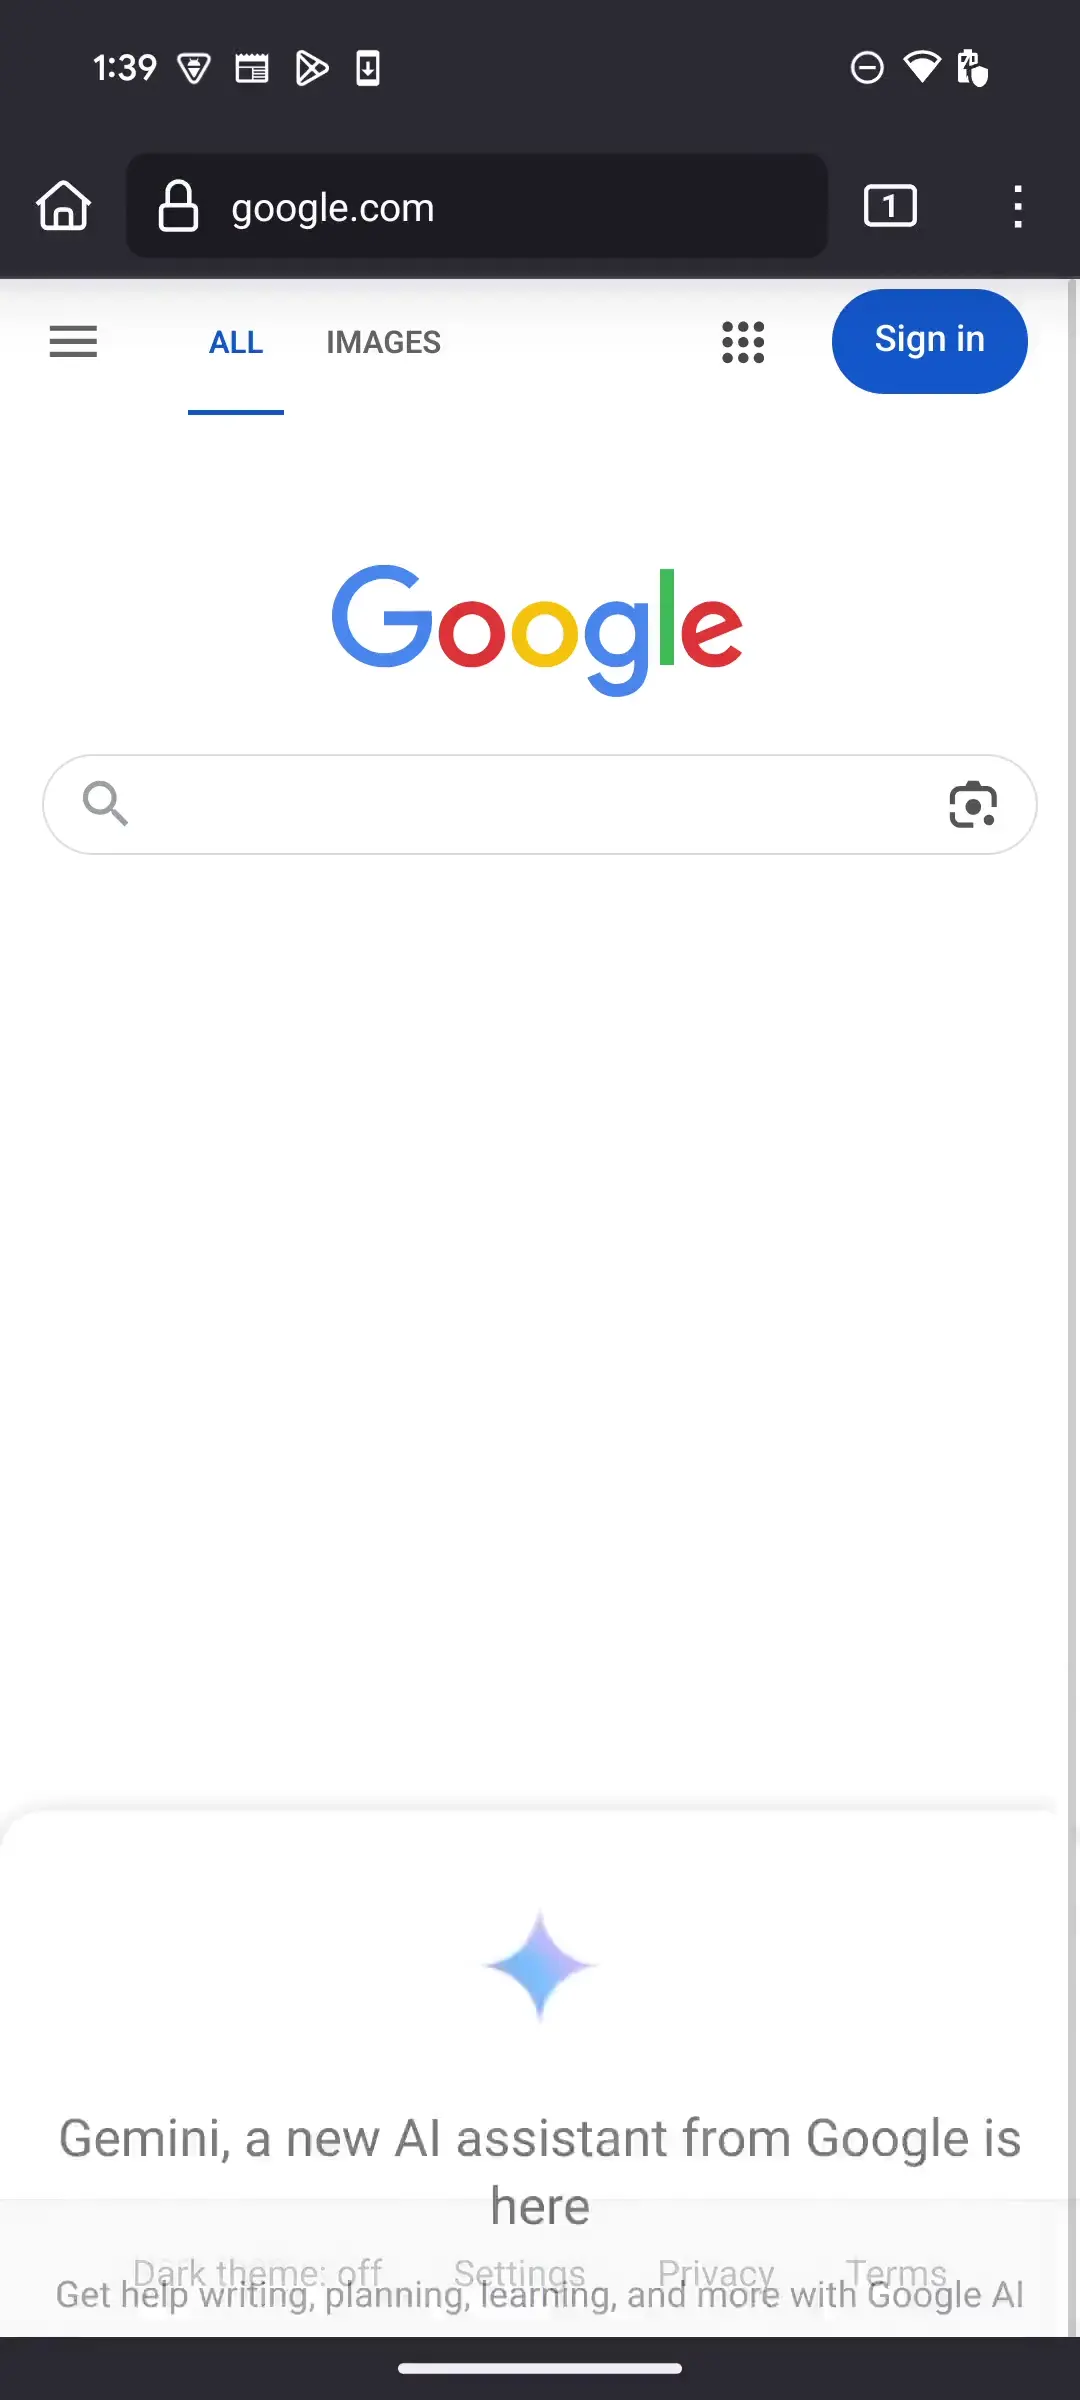 1:39
google.com
1
ALL IMAGES
Sign in
Google
Gemini, a new AI assistant from Google is
here
Dark theme: off Settings Privacy Terms
Get help writing, planning, learning, and more with Google AI